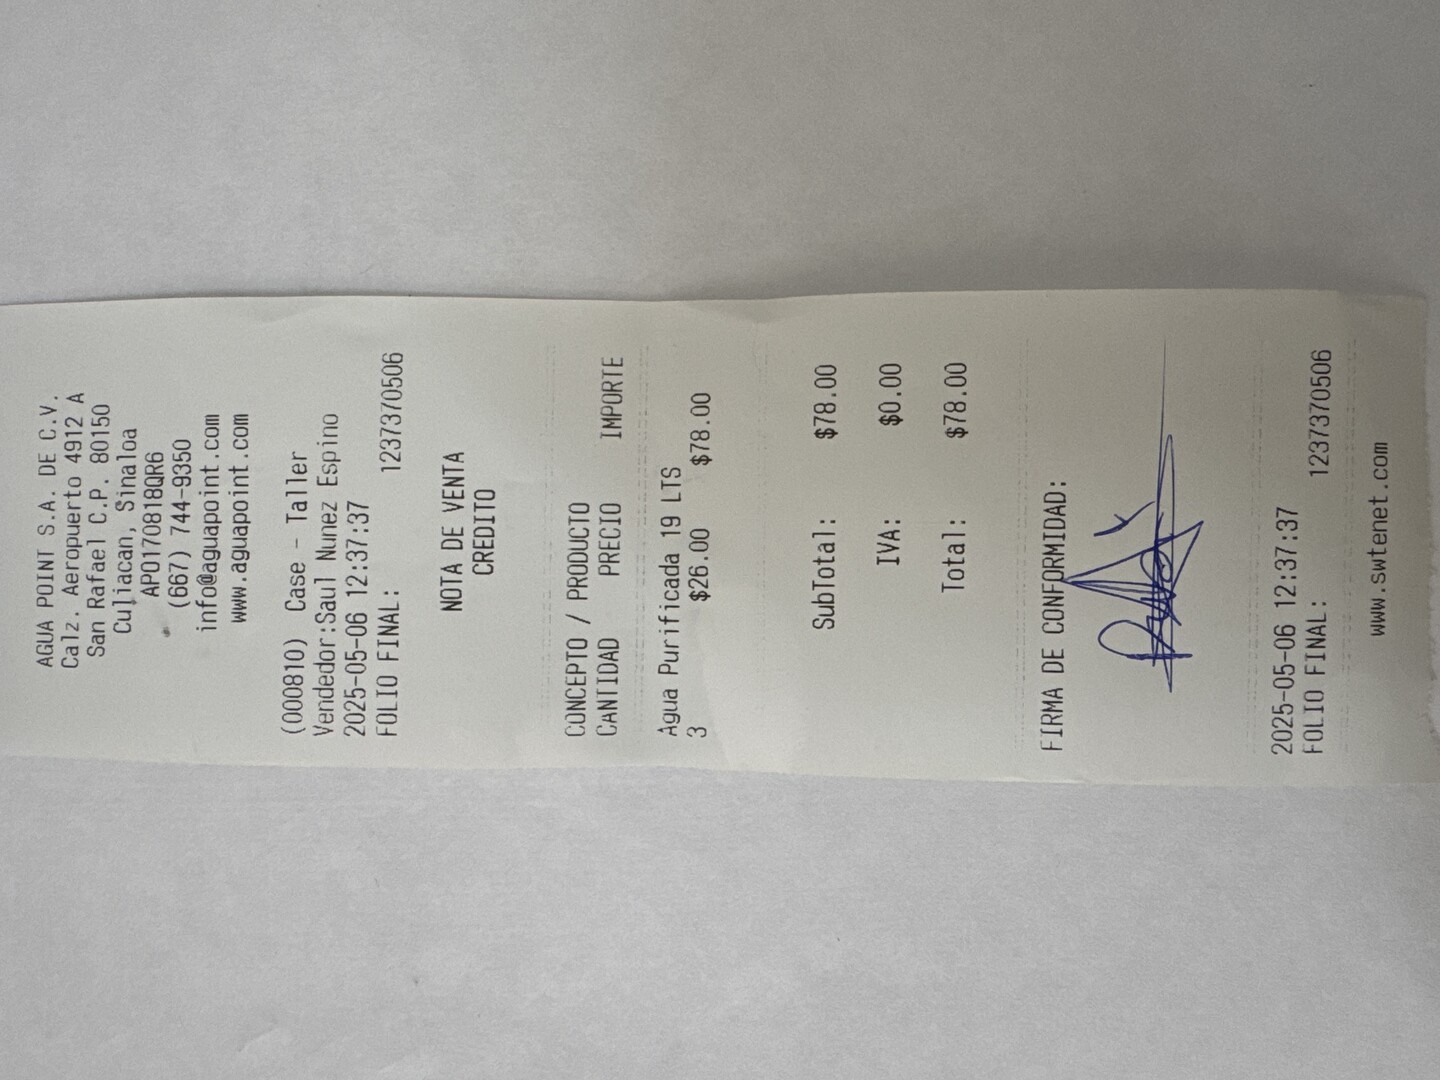 AGUA POINT S.A. DE C.V.
Calz. Aeropuerto 4912 A
San Rafael C.P. 80150
Culiacan, Sinaloa
APO170818QR6
(667) 744-9350
info@aguapoint.com
www.aguapoint.com
(000810) Case - Taller
Vendedor:Saul Nunez Espino
2025-05-06 12:37:37
FOLIO FINAL: 1237370506
NOTA DE VENTA
CREDITO
CONCEPTO / PRODUCTO
CANTIDAD PRECIO IMPORTE
Agua Purificada 19 LTS
3 $26.00 $78.00
SubTotal: $78.00
IVA: $0.00
Total: $78.00
FIRMA DE CONFORMIDAD:
2025-05-06 12:37:37
FOLIO FINAL: 1237370506
www.swtenet.com